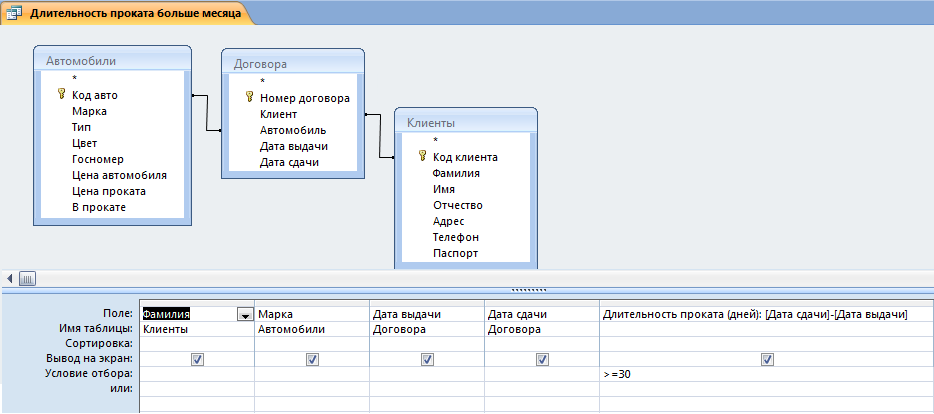 Длительность проката больше месяца
Автомобили
*
Код авто
Марка
Тип
Цвет
Госномер
Цена автомобиля
Цена проката
В прокате
Договора
*
Номер договора
Клиент
Автомобиль
Дата выдачи
Дата сдачи
Клиенты
*
Код клиента
Фамилия
Имя
Отчество
Адрес
Телефон
Паспорт
Поле: Фамилия Марка Дата выдачи Дата сдачи Длительность проката (дней): [Дата сдачи]-[Дата выдачи]
Имя таблицы: Клиенты Автомобили Договора Договора
Сортировка:
Вывод на экран:
Условие отбора: >=30
или: